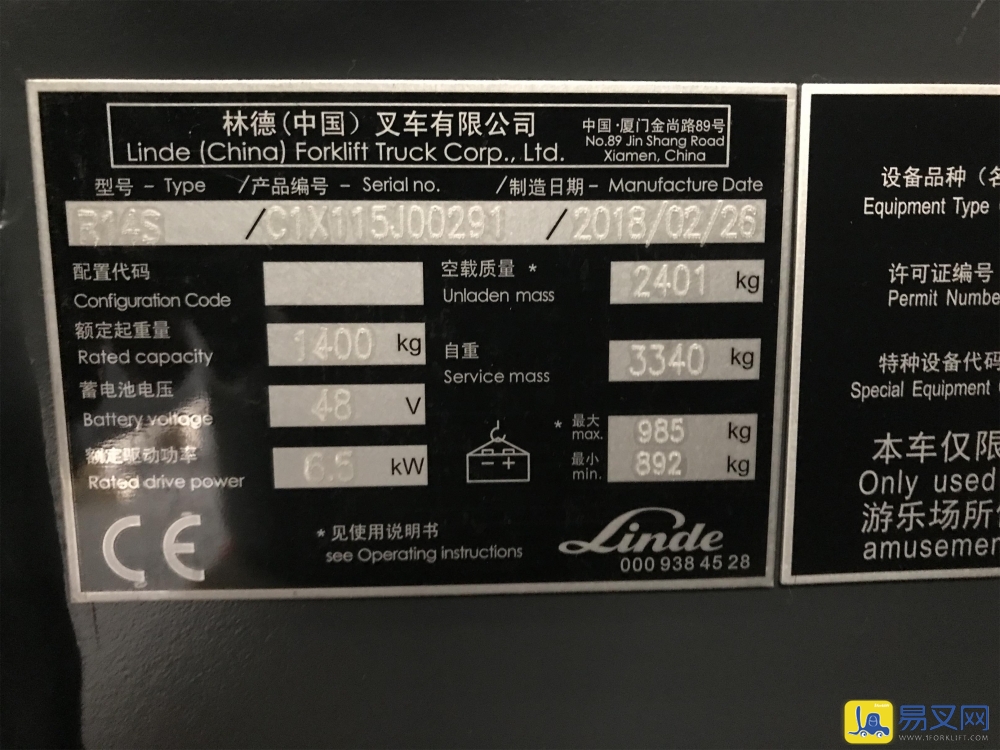 林德(中国)叉车有限公司
Linde (China) Forklift Truck Corp., Ltd.
中国·厦门金尚路89号
No.89 Jin Shang Road
Xiamen, China
型号 - Type /产品编号 - Serial no. /制造日期 - Manufacture Date
R14S /C1X115J00291 /2018/02/26
配置代码
Configuration Code
额定起重量
Rated capacity
1400 kg
蓄电池电压
Battery voltage
48 V
额定驱动功率
Rated drive power
6.5 kW
空载质量 *
Unladen mass
2401 kg
自重
Service mass
3340 kg
* 最大
max.
985 kg
最小
min.
892 kg
- +
CE
* 见使用说明书
see Operating instructions
Linde
000 938 45 28
设备品种(名
Equipment Type
许可证编号
Permit Numbe
特种设备代码
Special Equipment
本车仅限
Only used
游乐场所
amusemen
易叉网
WWW.1FORKLIFT.COM